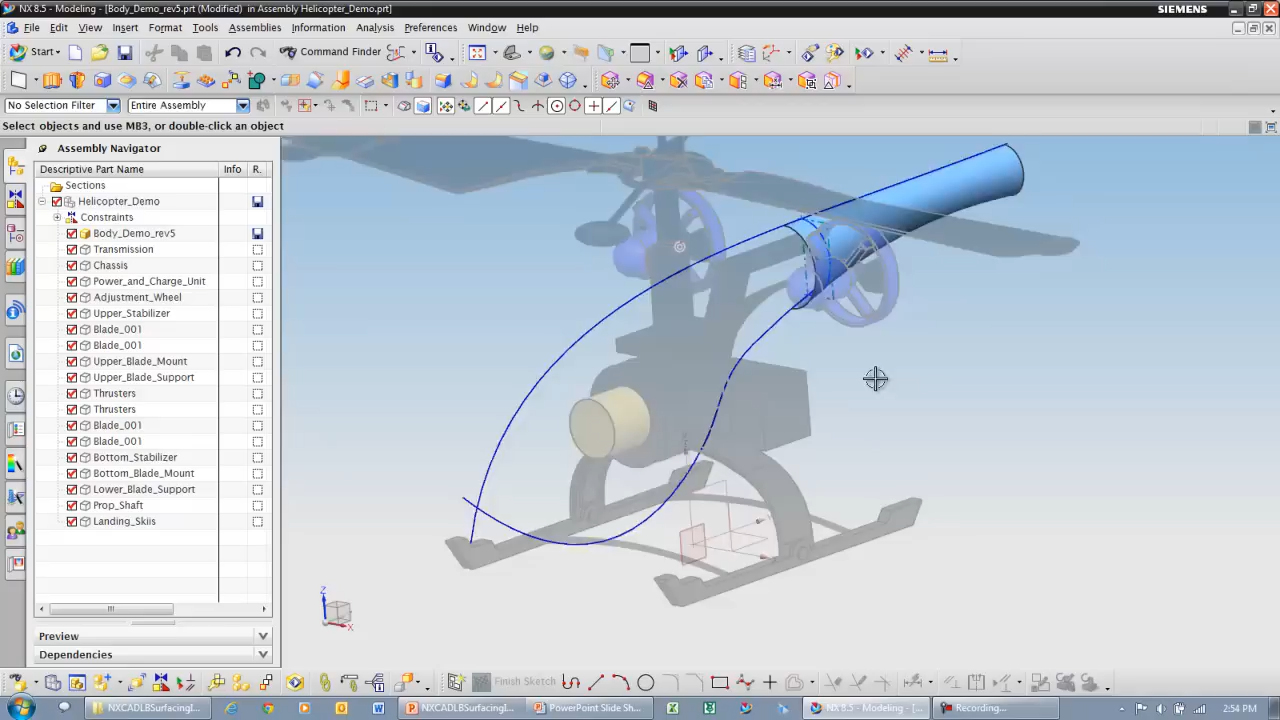 NX 8.5 - Modeling - [Body_Demo_rev5.prt (Modified) in Assembly Helicopter_Demo.prt]
SIEMENS
File Edit View Insert Format Tools Assemblies Information Analysis Preferences Window Help
Start Command Finder
No Selection Filter Entire Assembly
Select objects and use MB3, or double-click an object
Assembly Navigator
Descriptive Part Name Info R.
Sections
Helicopter_Demo
Constraints
Body_Demo_rev5
Transmission
Chassis
Power_and_Charge_Unit
Adjustment_Wheel
Upper_Stabilizer
Blade_001
Blade_001
Upper_Blade_Mount
Upper_Blade_Support
Thrusters
Thrusters
Blade_001
Blade_001
Bottom_Stabilizer
Bottom_Blade_Mount
Lower_Blade_Support
Prop_Shaft
Landing_Skiis
Z
X
Preview
Dependencies
Finish Sketch
NXCADLBSurfacingI... NXCADLBSurfacingI... PowerPoint Slide Sh... NX 8.5 - Modeling - [... Recording... 2:54 PM